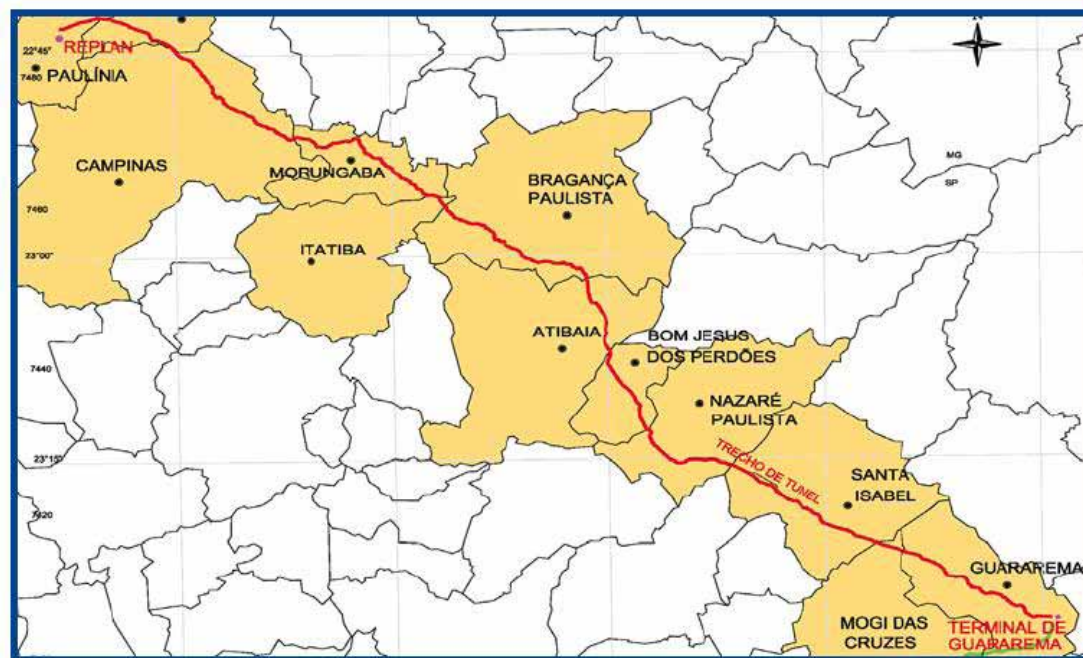 REPLAN
22°45'
7480
PAULÍNIA
CAMPINAS
MORUNGABA
BRAGANÇA
PAULISTA
MG
SP
7460
ITATIBA
23°00'
ATIBAIA
BOM JESUS
DOS PERDÕES
7440
NAZARÉ
PAULISTA
23°15'
TRECHO DE TUNEL
SANTA
ISABEL
7420
GUARAREMA
MOGI DAS
CRUZES
TERMINAL DE
GUARAREMA